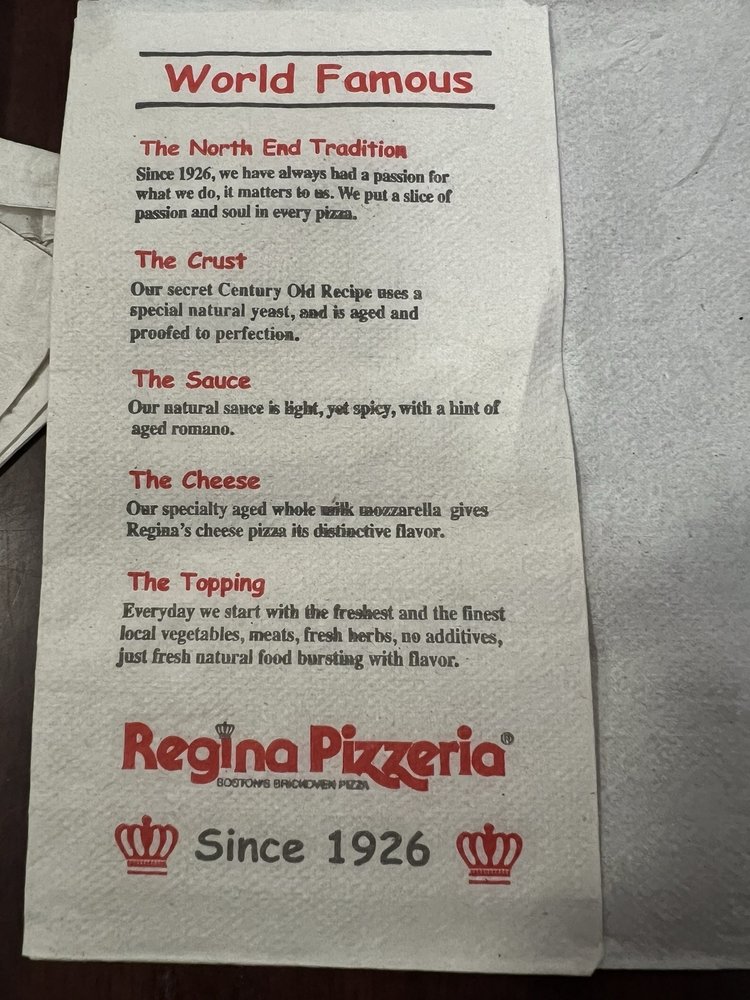 World Famous
The North End Tradition
Since 1926, we have always had a passion for
what we do, it matters to us. We put a slice of
passion and soul in every pizza.
The Crust
Our secret Century Old Recipe uses a
special natural yeast, and is aged and
proofed to perfection.
The Sauce
Our natural sauce is light, yet spicy, with a hint of
aged romano.
The Cheese
Our specialty aged whole milk mozzarella gives
Regina's cheese pizza its distinctive flavor.
The Topping
Everyday we start with the freshest and the finest
local vegetables, meats, fresh herbs, no additives,
just fresh natural food bursting with flavor.
Regina Pizzeria®
BOSTON'S BRICKOVEN PIZZA
Since 1926